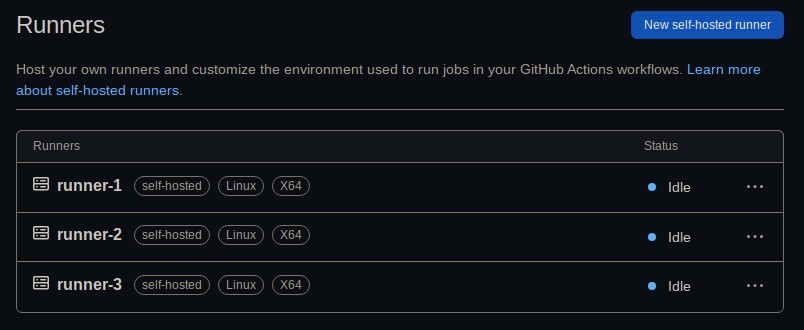 Runners
New self-hosted runner
Host your own runners and customize the environment used to run jobs in your GitHub Actions workflows. Learn more
about self-hosted runners.
Runners Status
runner-1 self-hosted Linux X64 Idle
runner-2 self-hosted Linux X64 Idle
runner-3 self-hosted Linux X64 Idle